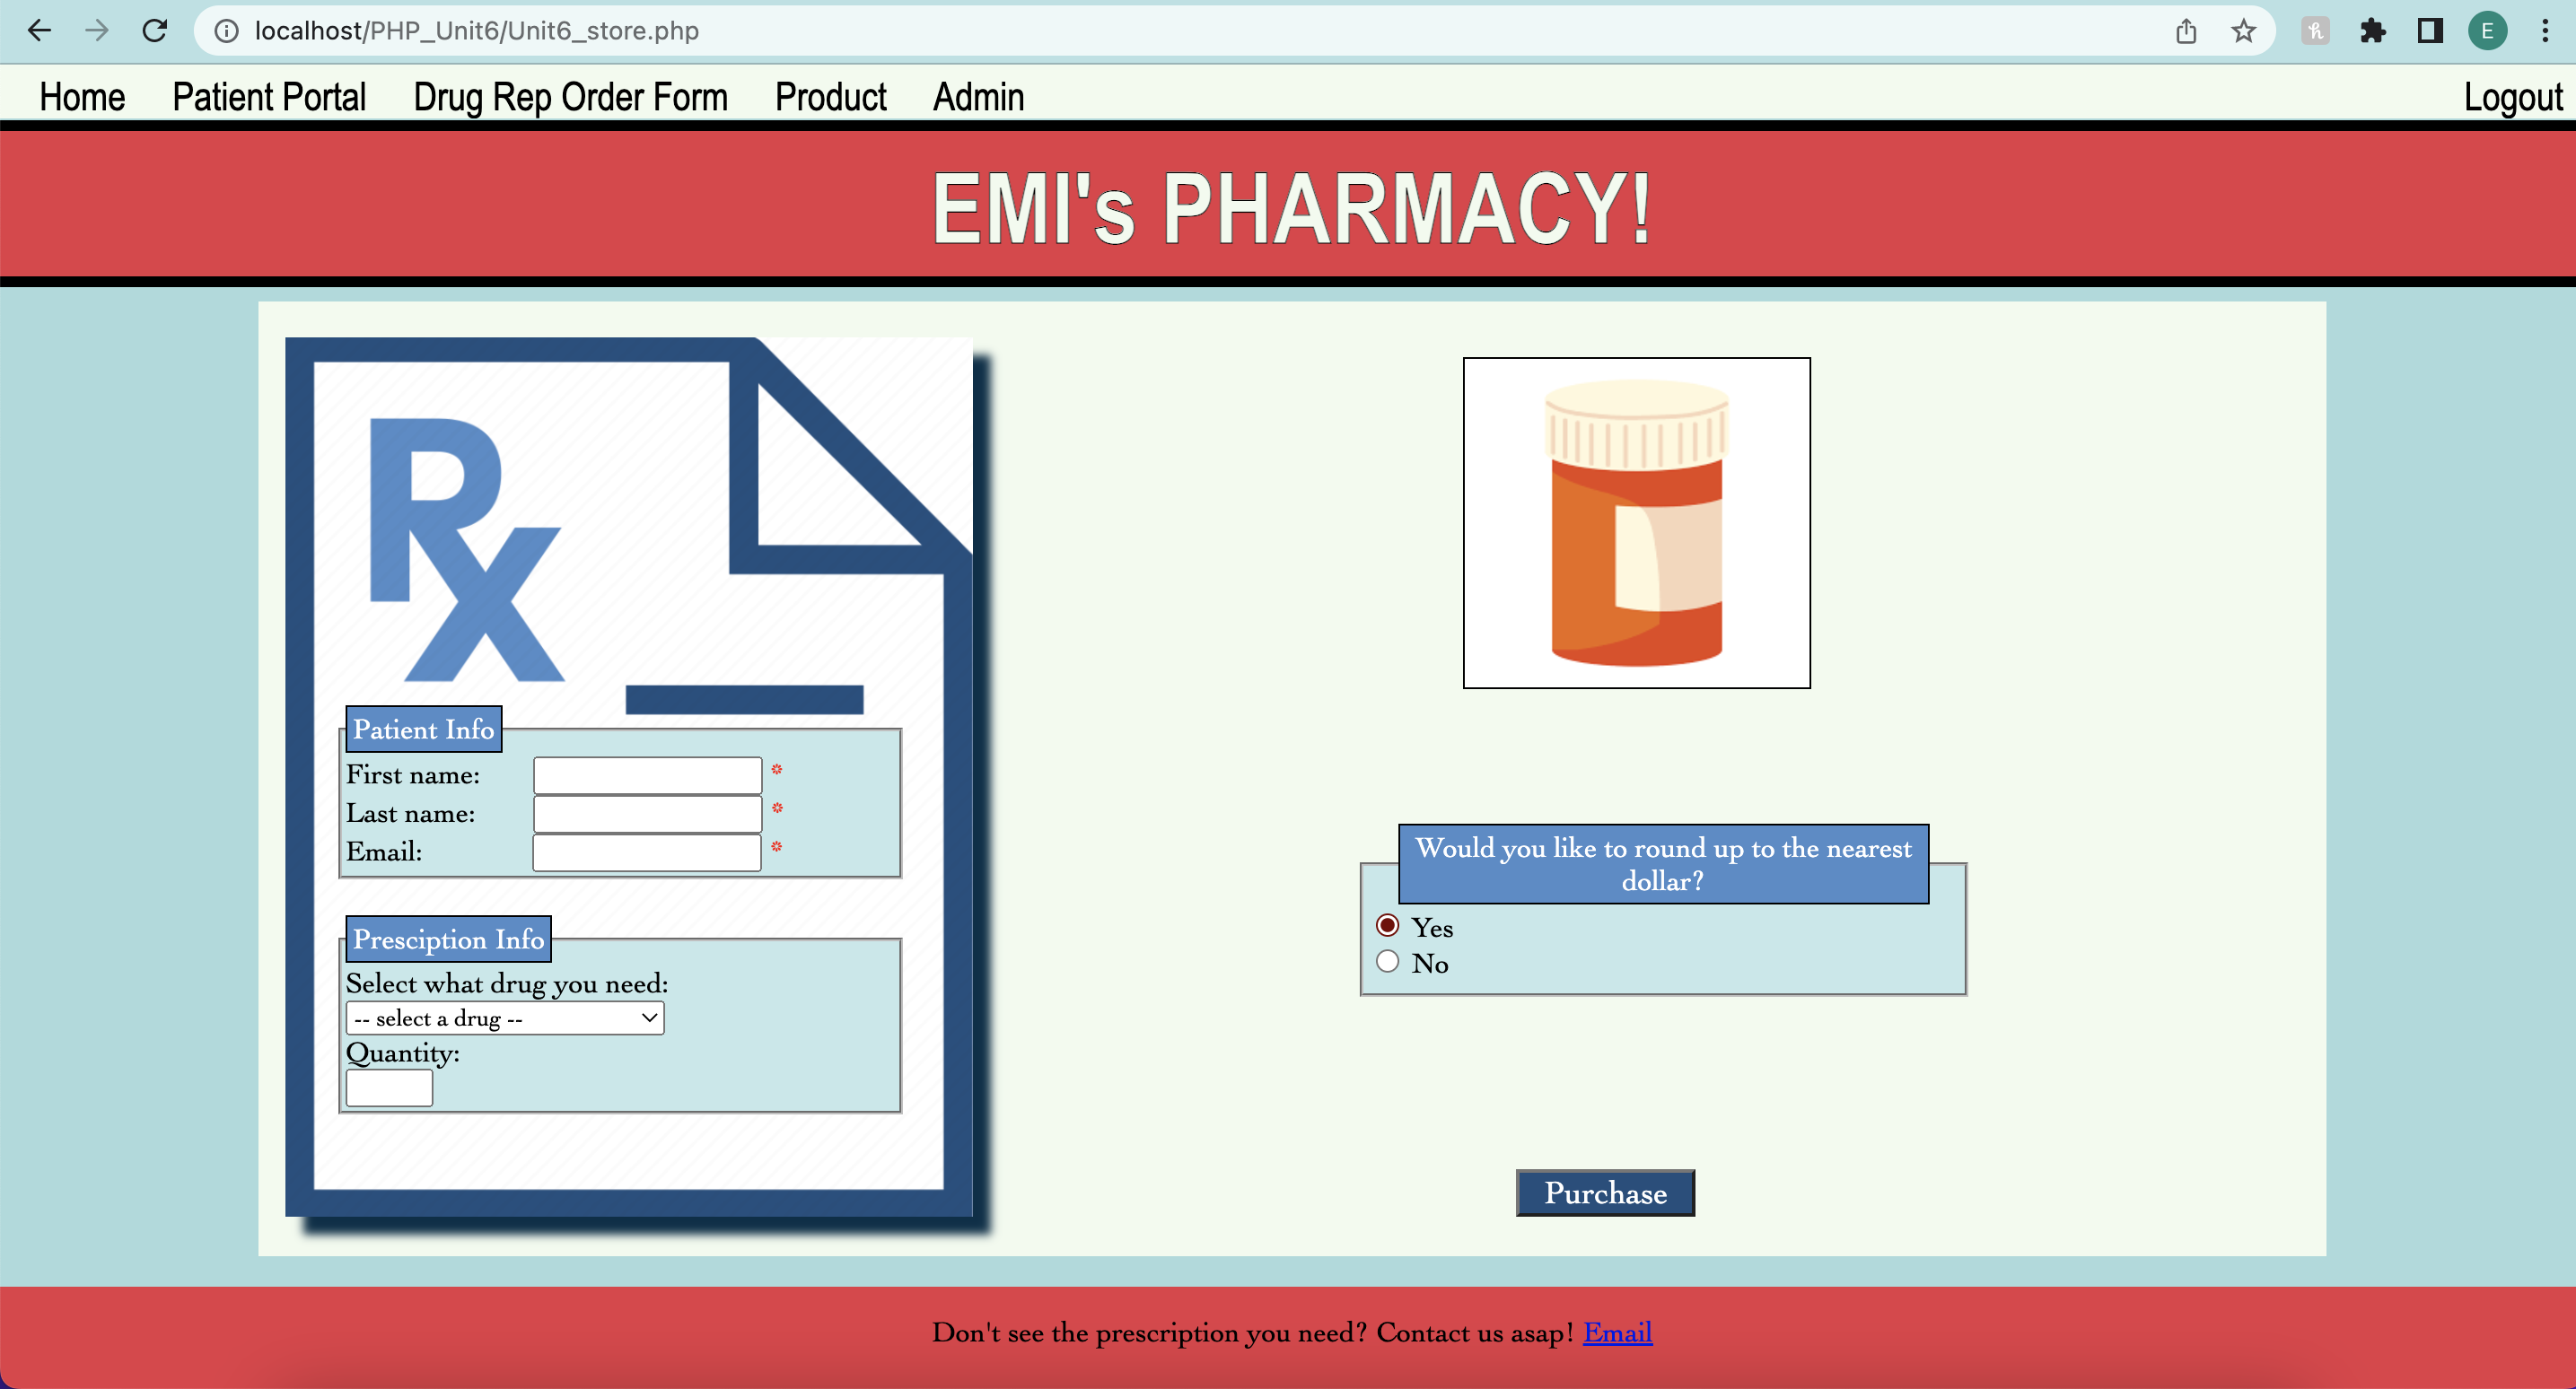 localhost/PHP_Unit6/Unit6_store.php
E
Home Patient Portal Drug Rep Order Form Product Admin Logout
EMI's PHARMACY!
Rx
Patient Info
First name: *
Last name: *
Email: *
Presciption Info
Select what drug you need:
-- select a drug --
Quantity:
Would you like to round up to the nearest
dollar?
Yes
No
Purchase
Don't see the prescription you need? Contact us asap! Email